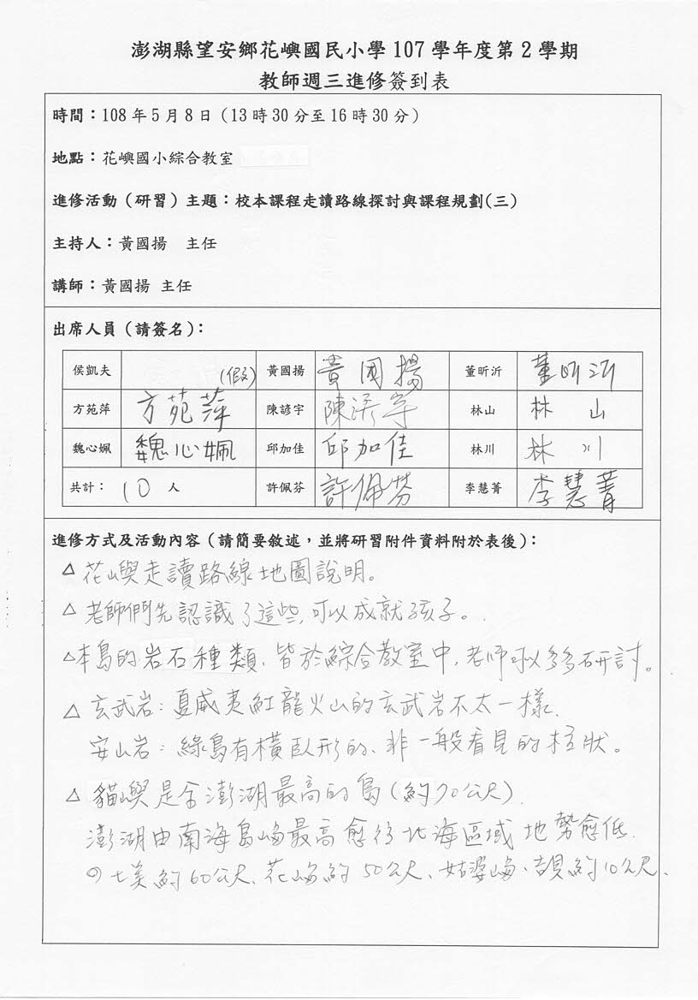 澎湖縣望安鄉花嶼國民小學 107 學年度第 2 學期
教師週三進修簽到表
時間：108 年 5 月 8 日（13 時 30 分至 16 時 30 分）
地點：花嶼國小綜合教室
進修活動（研習）主題：校本課程走讀路線探討與課程規劃(三)
主持人：黃國揚 主任
講師：黃國揚 主任
出席人員（請簽名）：
侯凱夫 (假) 黃國揚 黃國揚 董昕沂 董昕沂
方苑萍 方苑萍 陳諺宇 陳諺宇 林山 林 山
魏心姵 魏心姵 邱加佳 邱加佳 林川 林 川
共計： 10 人 許佩芬 許佩芬 李慧菁 李慧菁
進修方式及活動內容（請簡要敘述，並將研習附件資料附於表後）：
△ 花嶼走讀路線地圖說明。
△ 老師們先認識了這些,可以成就孩子。
△本島的岩石種類、皆於綜合教室中,老師可以多多研討。
△ 玄武岩：夏威夷紅龍火山的玄武岩不太一樣、
安山岩：綠島有橫臥形的、非一般看見的柱狀。
△ 貓嶼是全澎湖最高的島(約70公尺)
澎湖由南海島嶼最高愈往北海區域地勢愈低、
七美約60公尺、花嶼約50公尺、姑婆嶼、吉貝約10公尺、